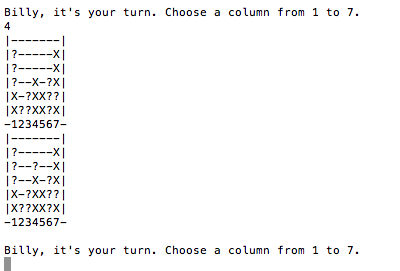 Billy, it's your turn. Choose a column from 1 to 7.
4
|-------|
|?-----X|
|?-----X|
|?--X-?X|
|X-?XX??|
|X??XX?X|
-1234567-
|-------|
|?-----X|
|?--?--X|
|?--X-?X|
|X-?XX??|
|X??XX?X|
-1234567-
Billy, it's your turn. Choose a column from 1 to 7.